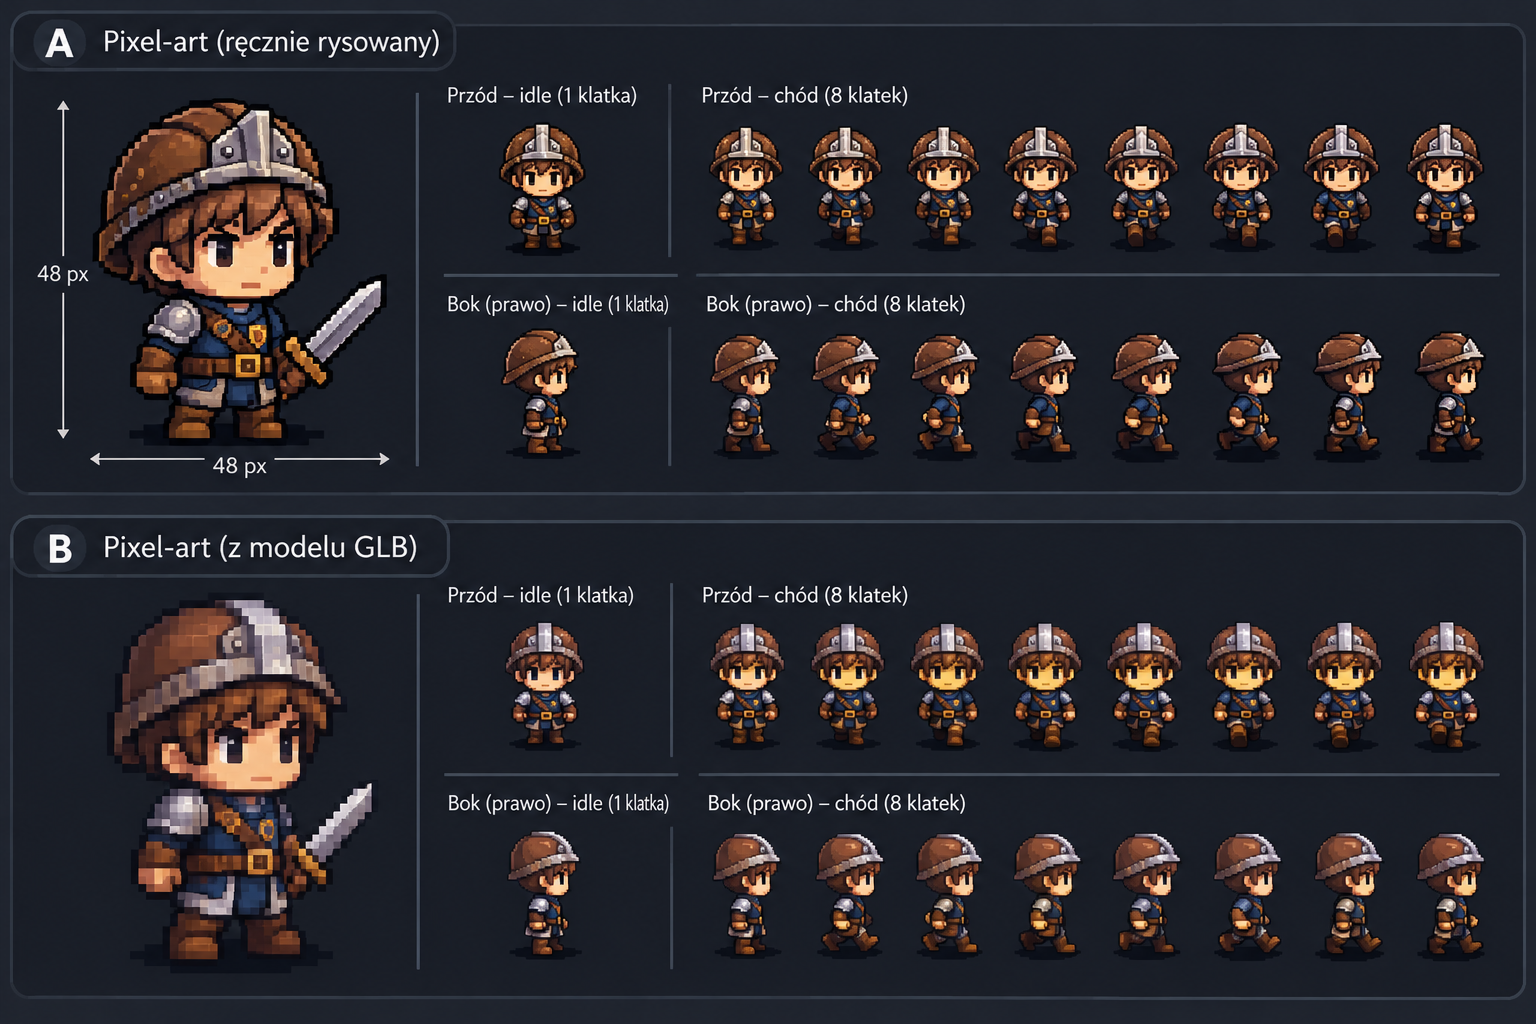 A Pixel-art (ręcznie rysowany)
Przód – idle (1 klatka)
Przód – chód (8 klatek)
48 px
Bok (prawo) – idle (1 klatka)
Bok (prawo) – chód (8 klatek)
48 px
B Pixel-art (z modelu GLB)
Przód – idle (1 klatka)
Przód – chód (8 klatek)
Bok (prawo) – idle (1 klatka)
Bok (prawo) – chód (8 klatek)